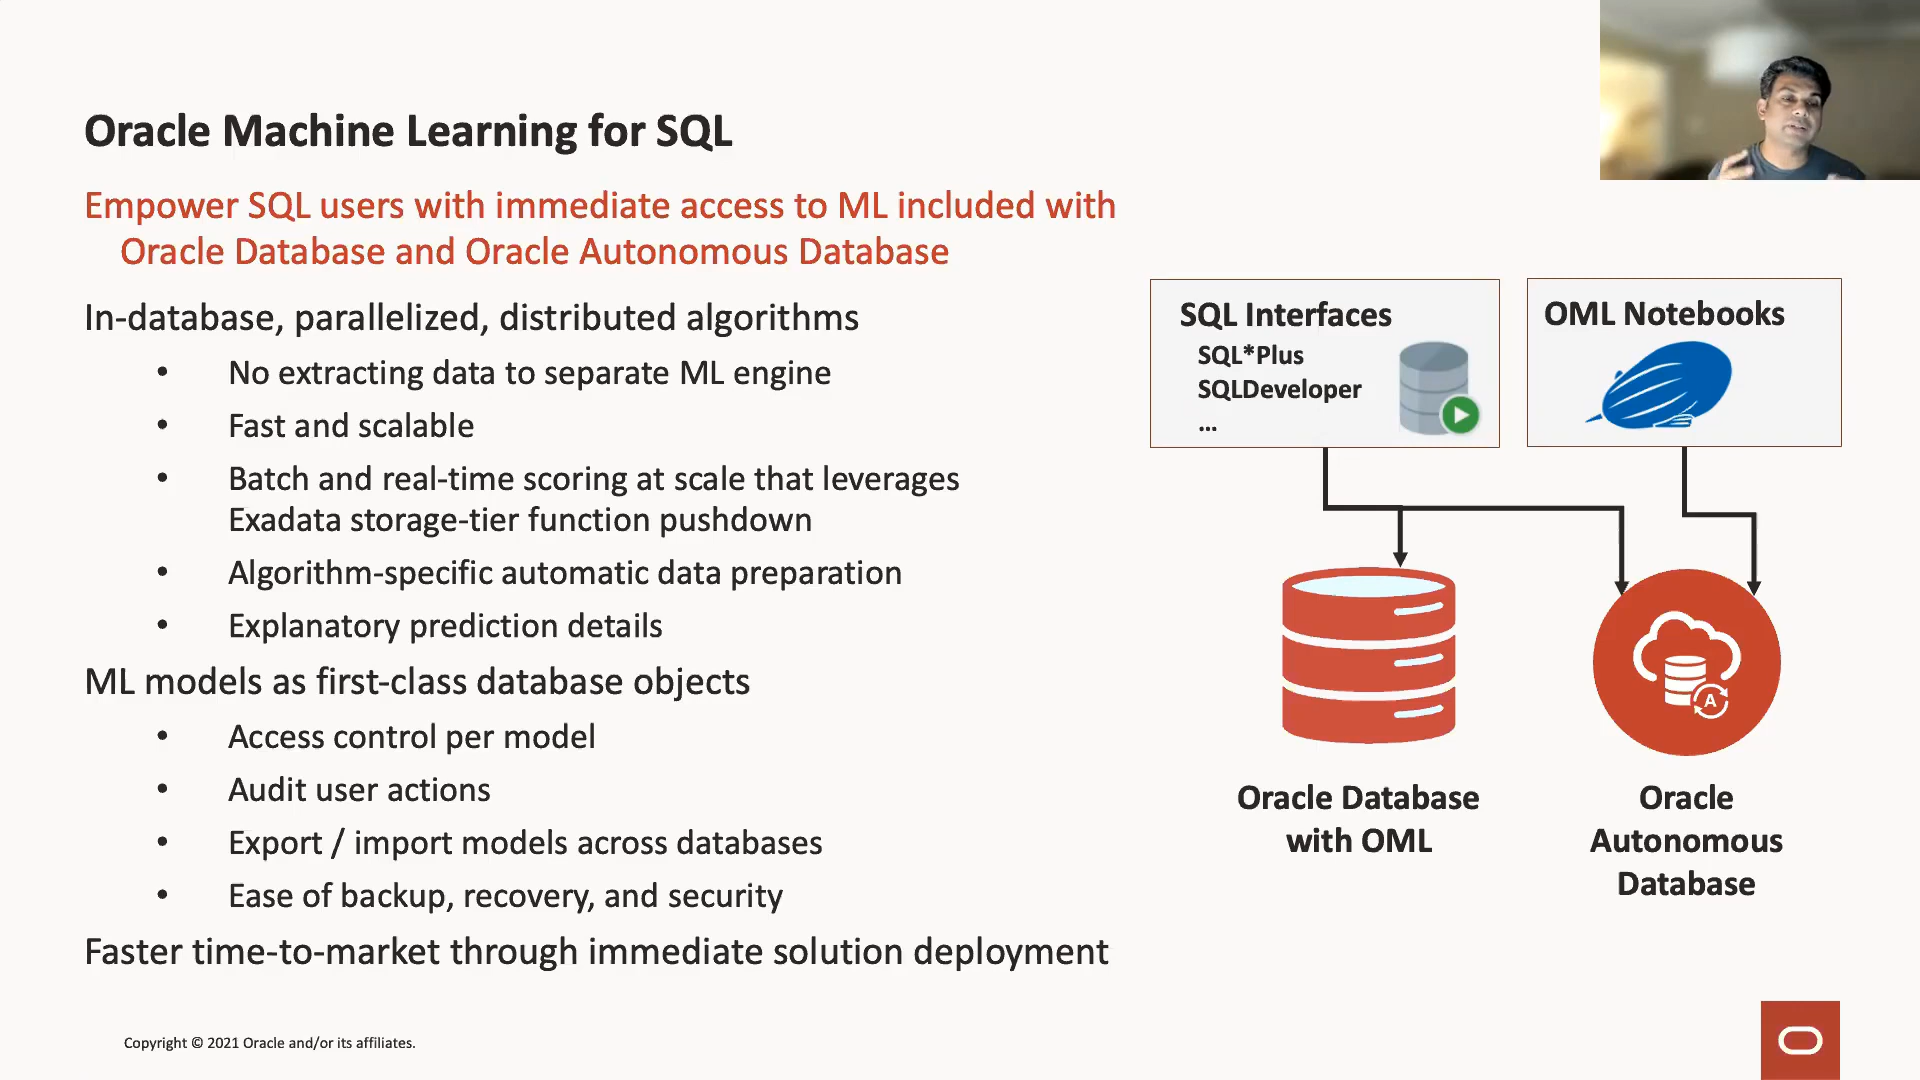 Oracle Machine Learning for SQL
Empower SQL users with immediate access to ML included with
Oracle Database and Oracle Autonomous Database
In-database, parallelized, distributed algorithms
• No extracting data to separate ML engine
• Fast and scalable
• Batch and real-time scoring at scale that leverages
Exadata storage-tier function pushdown
• Algorithm-specific automatic data preparation
• Explanatory prediction details
ML models as first-class database objects
• Access control per model
• Audit user actions
• Export / import models across databases
• Ease of backup, recovery, and security
Faster time-to-market through immediate solution deployment
SQL Interfaces
SQL*Plus
SQLDeveloper
...
OML Notebooks
Oracle Database
with OML
A
Oracle
Autonomous
Database
Copyright © 2021 Oracle and/or its affiliates.